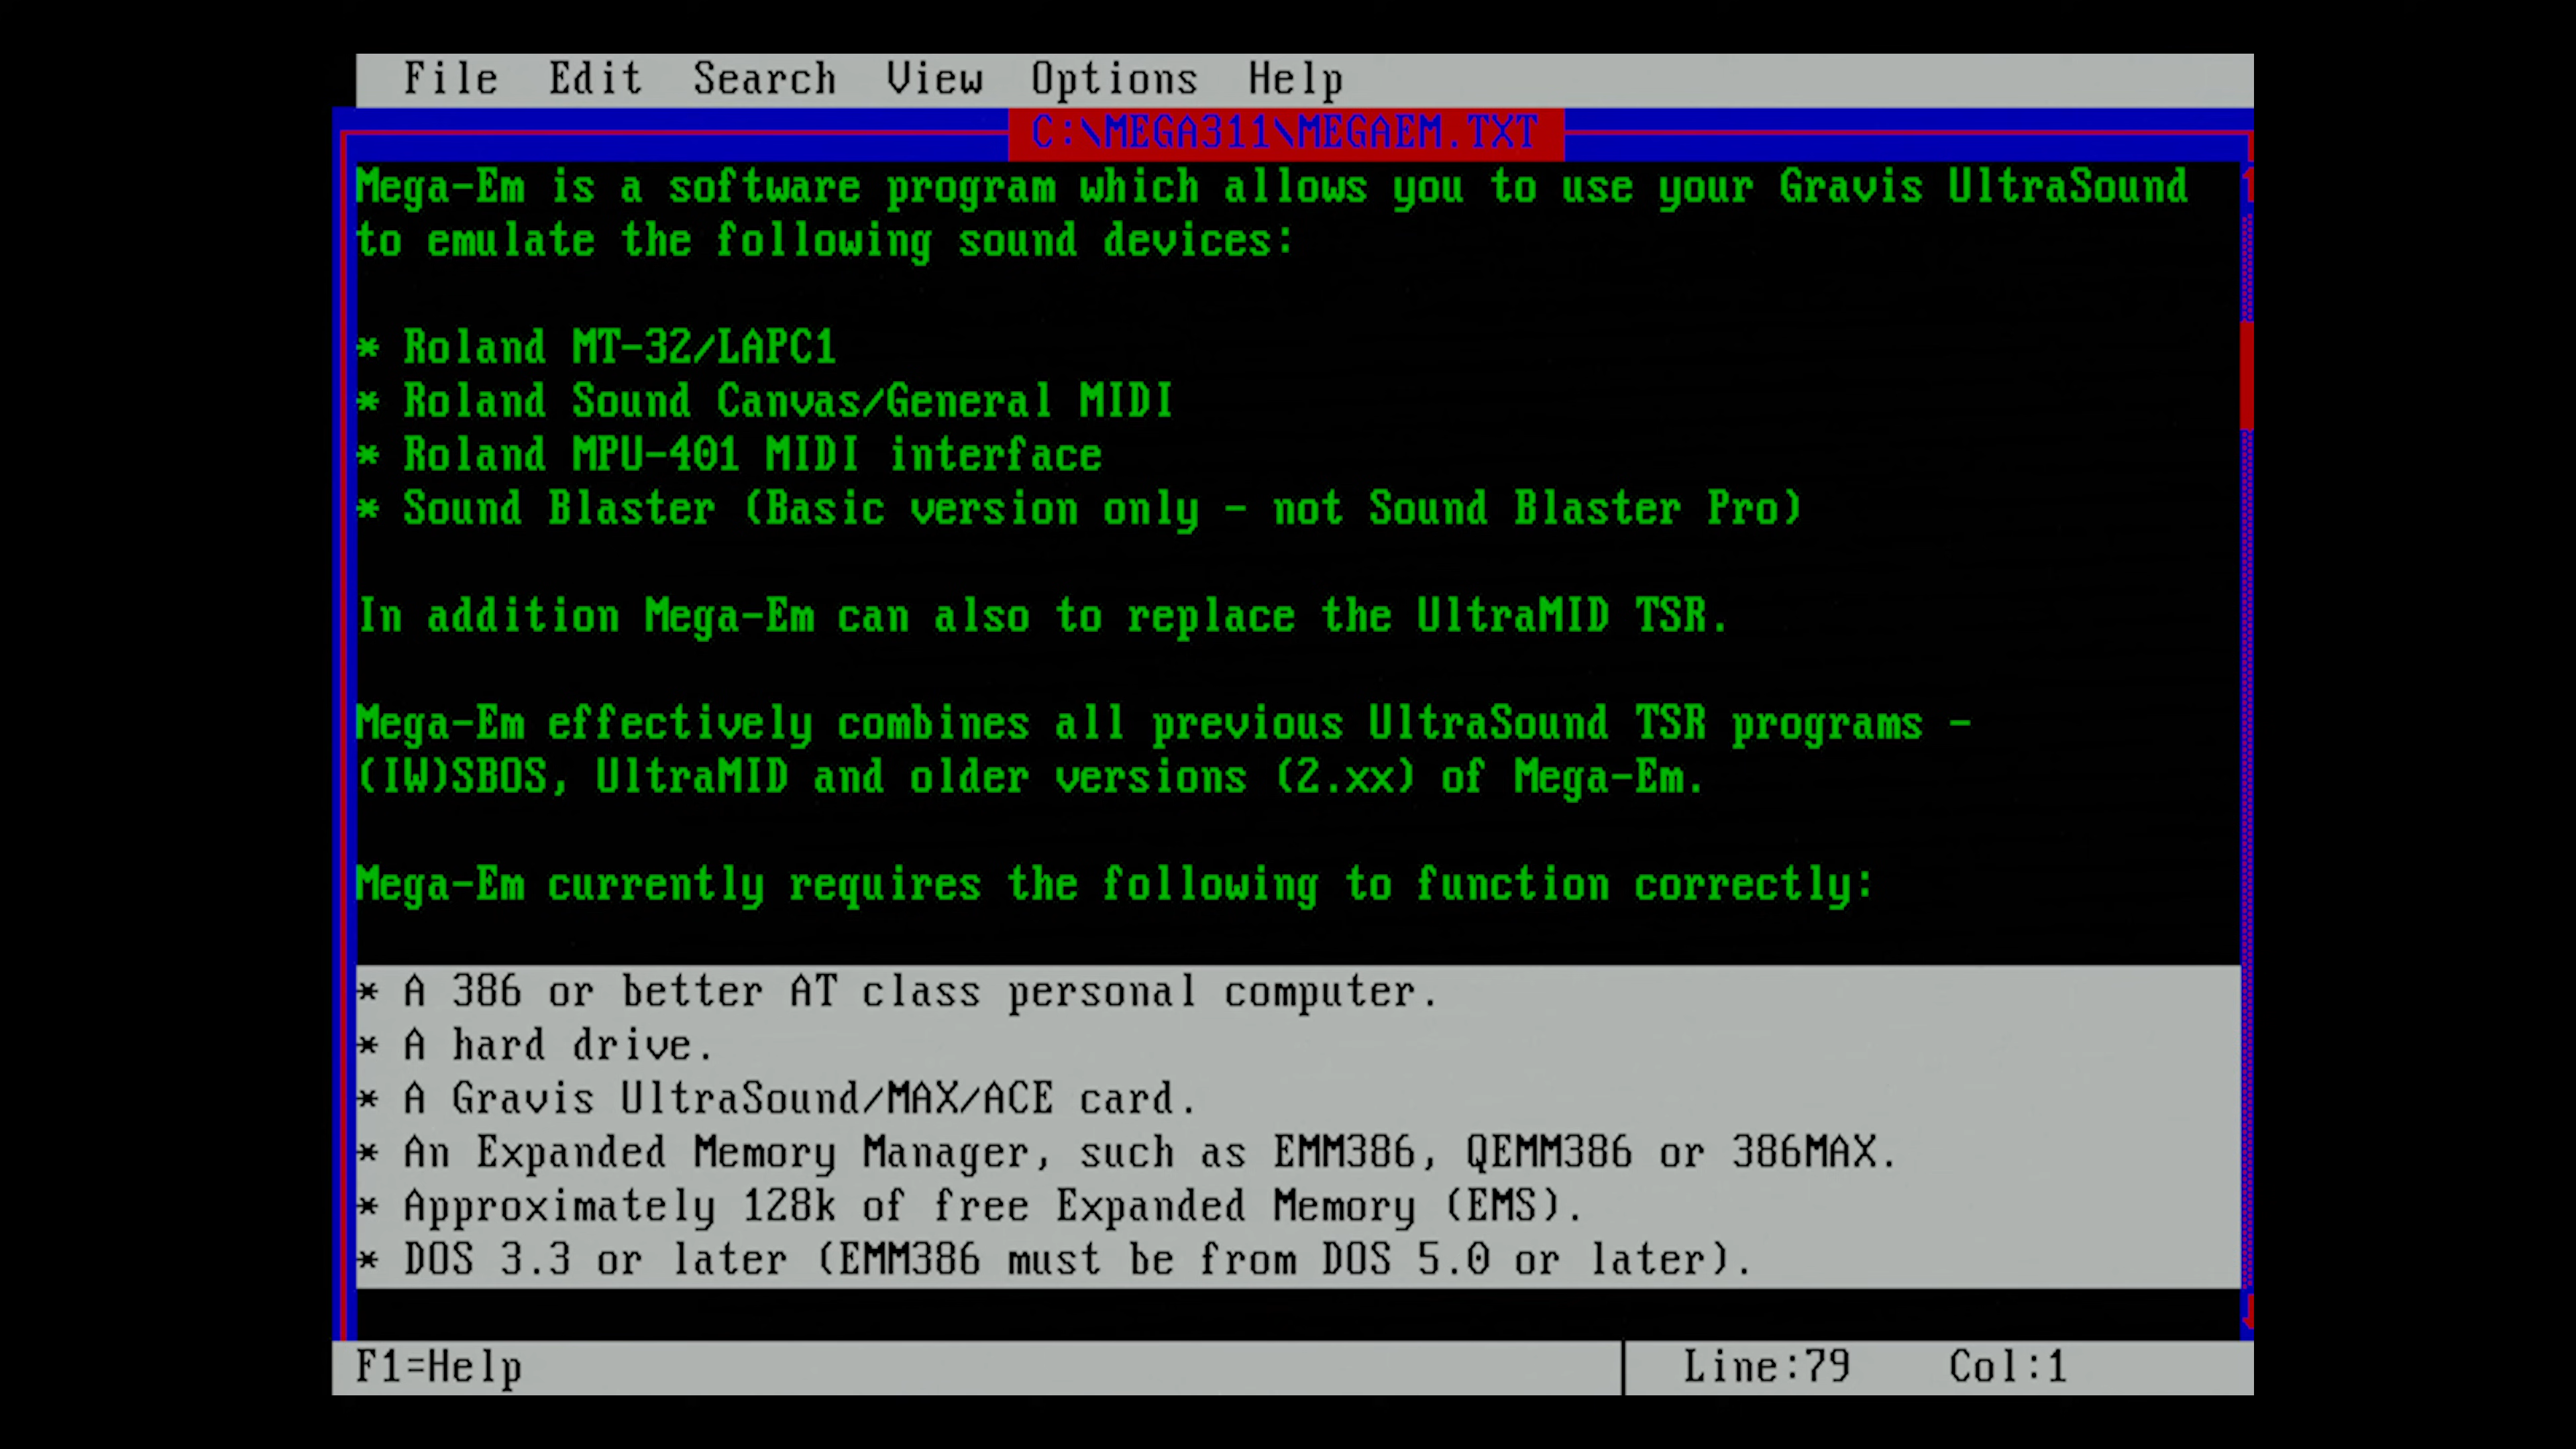 File Edit Search View Options Help
C:\MEGA311\MEGAEM.TXT
Mega-Em is a software program which allows you to use your Gravis UltraSound
to emulate the following sound devices:
* Roland MT-32/LAPC1
* Roland Sound Canvas/General MIDI
* Roland MPU-401 MIDI interface
* Sound Blaster (Basic version only - not Sound Blaster Pro)
In addition Mega-Em can also to replace the UltraMID TSR.
Mega-Em effectively combines all previous UltraSound TSR programs -
(IW)SBOS, UltraMID and older versions (2.xx) of Mega-Em.
Mega-Em currently requires the following to function correctly:
* A 386 or better AT class personal computer.
* A hard drive.
* A Gravis UltraSound/MAX/ACE card.
* An Expanded Memory Manager, such as EMM386, QEMM386 or 386MAX.
* Approximately 128k of free Expanded Memory (EMS).
* DOS 3.3 or later (EMM386 must be from DOS 5.0 or later).
F1=Help Line:79 Col:1